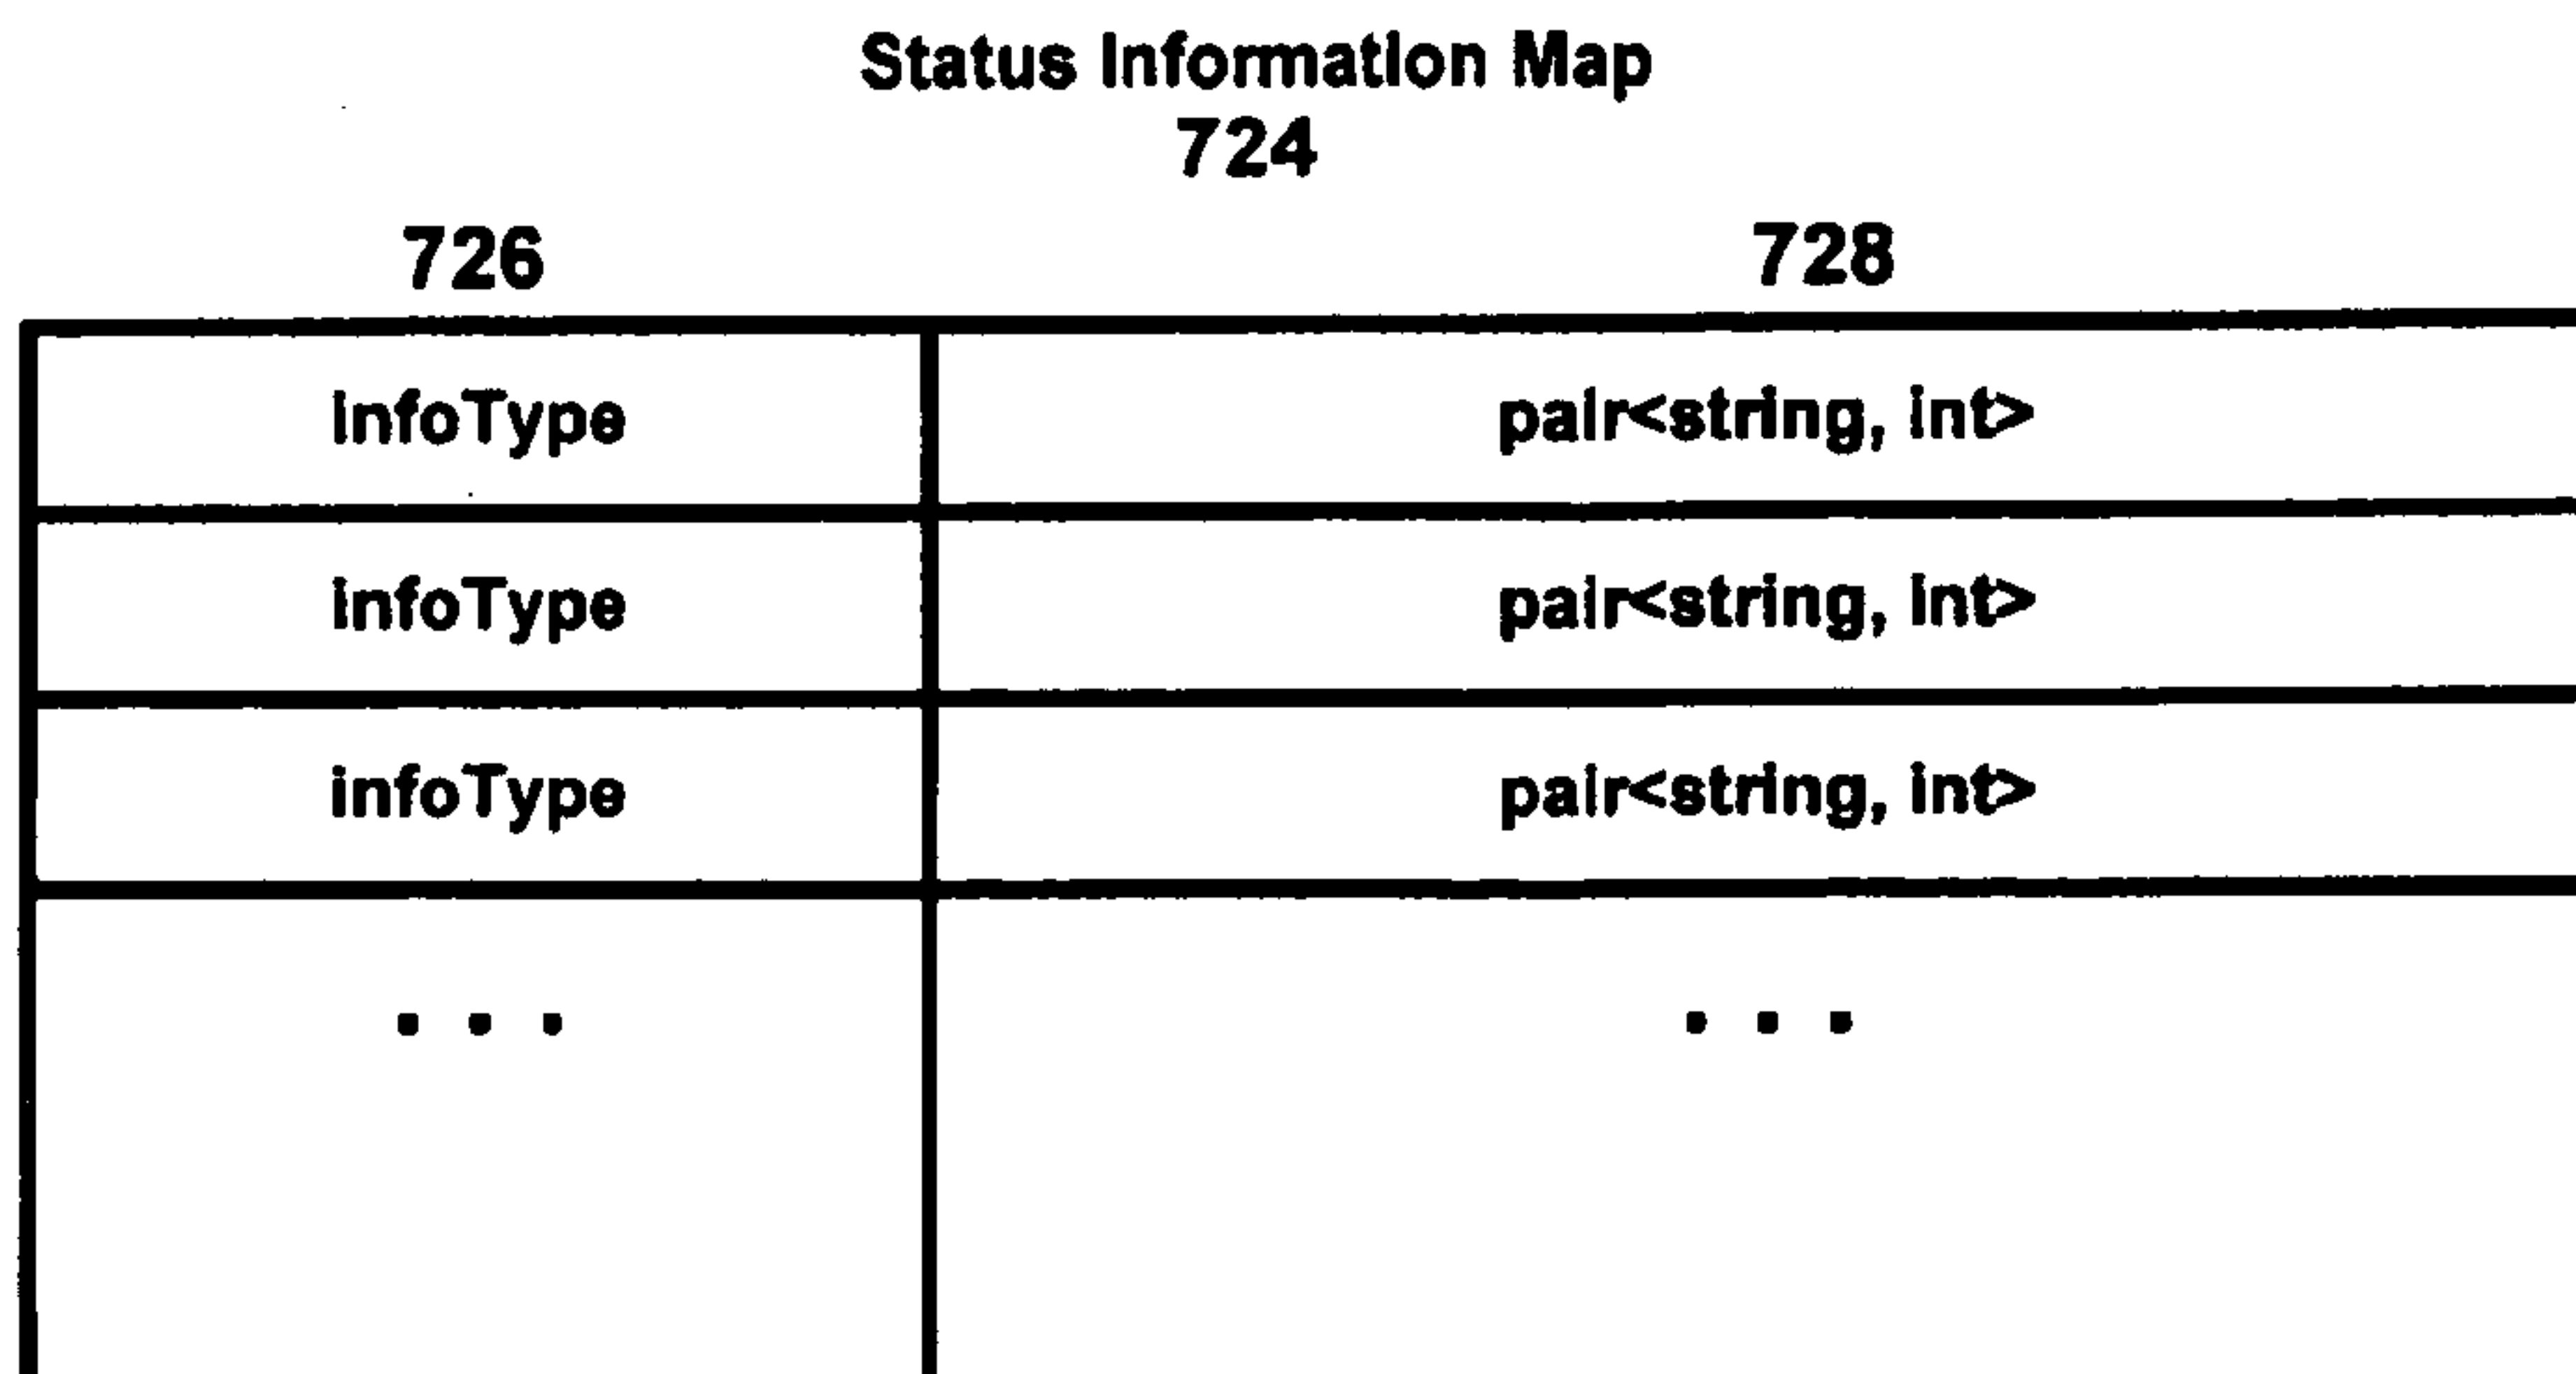 Status Information Map
724
726 728
infoType pair<string, int>
infoType pair<string, int>
infoType pair<string, int>
. . . . . .